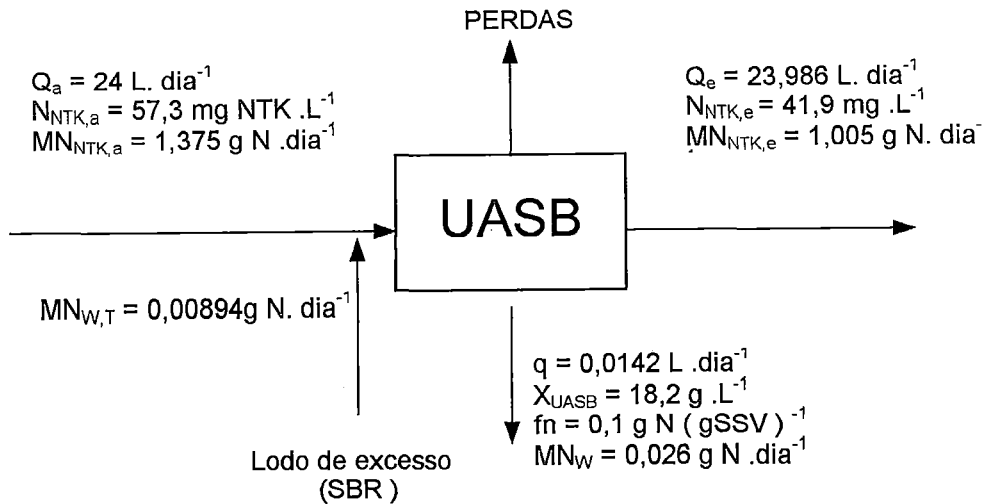 PERDAS
Qa = 24 L. dia⁻¹
N_NTK,a = 57,3 mg NTK .L⁻¹
MN_NTK,a = 1,375 g N .dia⁻¹
Qe = 23,986 L. dia⁻¹
N_NTK,e = 41,9 mg .L⁻¹
MN_NTK,e = 1,005 g N. dia⁻
UASB
MN_W,T = 0,00894g N. dia⁻¹
Lodo de excesso
(SBR )
q = 0,0142 L .dia⁻¹
X_UASB = 18,2 g .L⁻¹
fn = 0,1 g N ( gSSV ) ⁻¹
MN_W = 0,026 g N .dia⁻¹